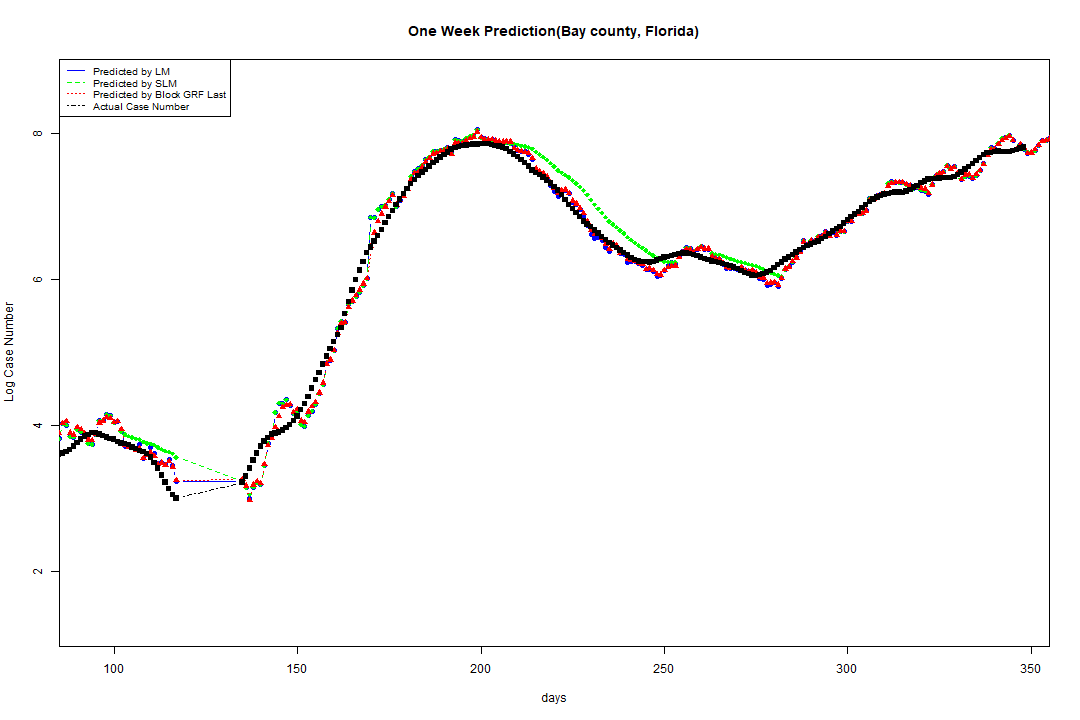 One Week Prediction(Bay county, Florida)
Predicted by LM
Predicted by SLM
Predicted by Block GRF Last
Actual Case Number
8
6
4
2
Log Case Number
100 150 200 250 300 350
days